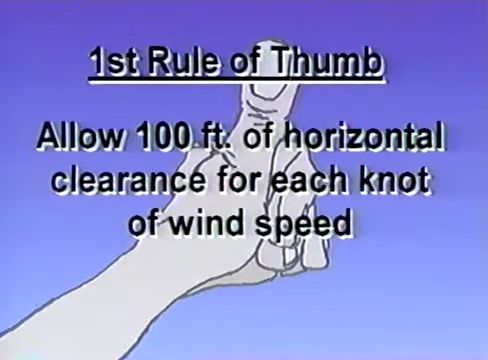 1st Rule of Thumb
Allow 100 ft. of horizontal
clearance for each knot
of wind speed